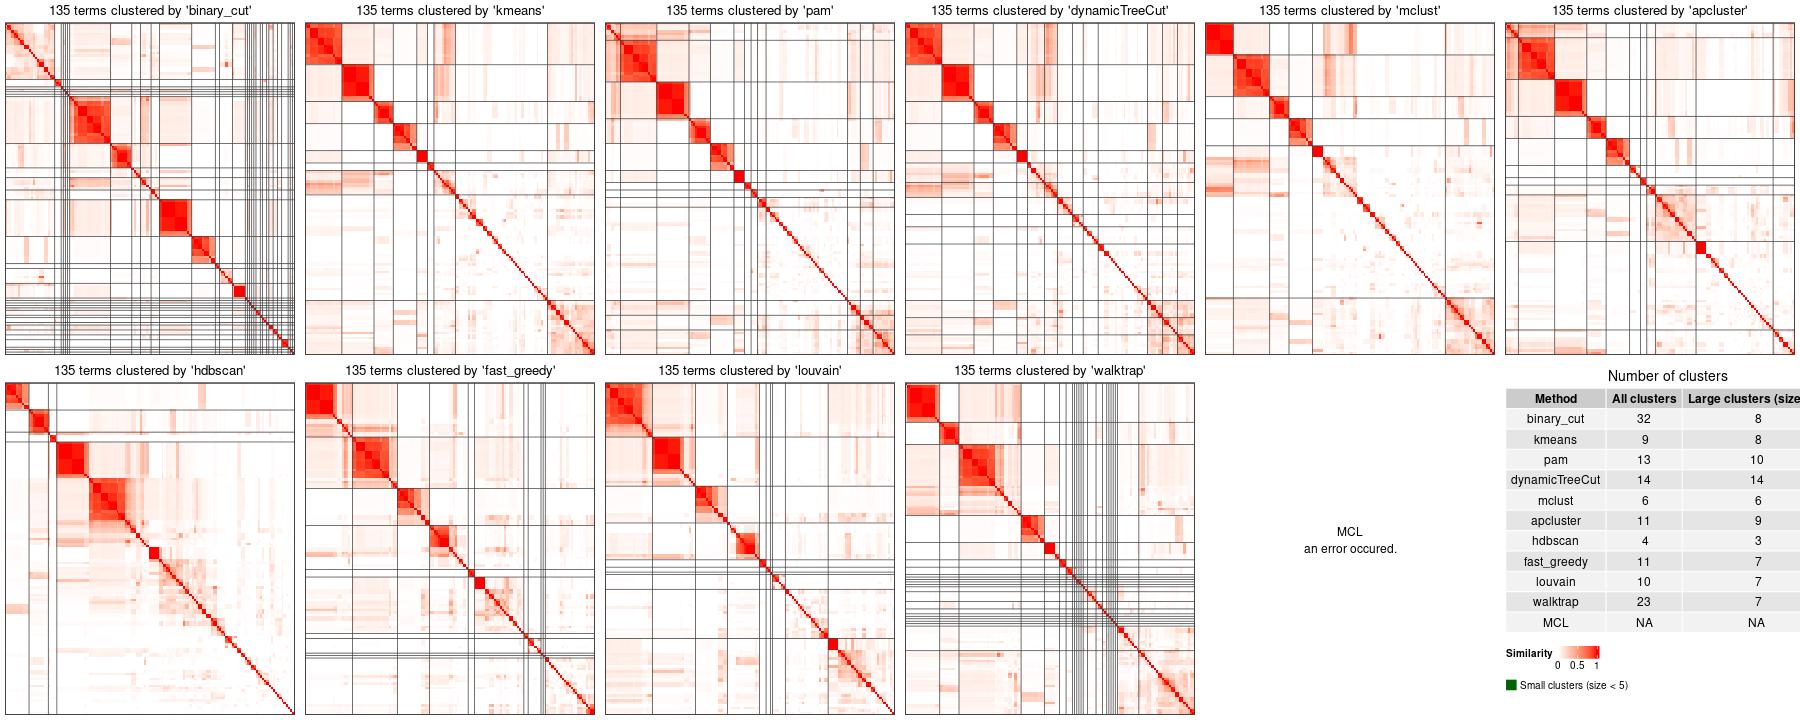 135 terms clustered by 'binary_cut'
135 terms clustered by 'kmeans'
135 terms clustered by 'pam'
135 terms clustered by 'dynamicTreeCut'
135 terms clustered by 'mclust'
135 terms clustered by 'apcluster'
135 terms clustered by 'hdbscan'
135 terms clustered by 'fast_greedy'
135 terms clustered by 'louvain'
135 terms clustered by 'walktrap'
MCL
an error occured.
Number of clusters
Method All clusters Large clusters (size
binary_cut 32 8
kmeans 9 8
pam 13 10
dynamicTreeCut 14 14
mclust 6 6
apcluster 11 9
hdbscan 4 3
fast_greedy 11 7
louvain 10 7
walktrap 23 7
MCL NA NA
Similarity
0 0.5 1
Small clusters (size < 5)